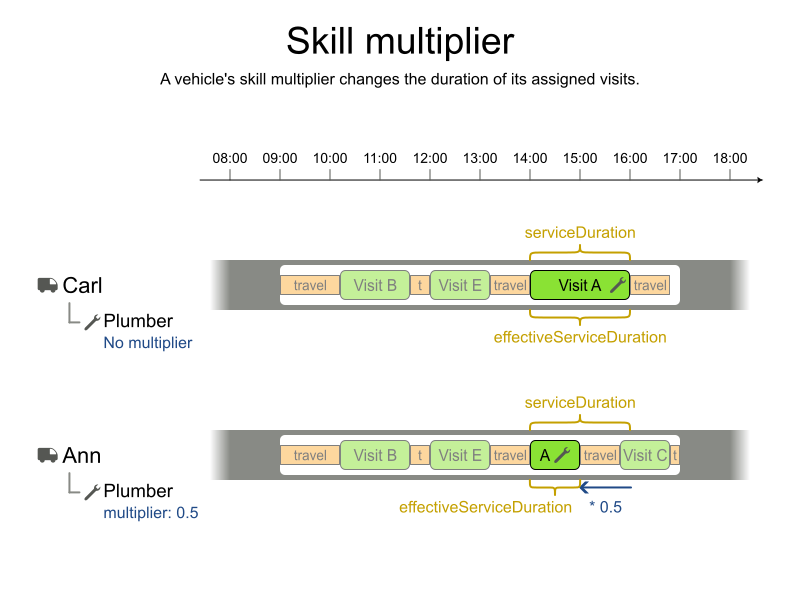 Skill multiplier
A vehicle's skill multiplier changes the duration of its assigned visits.
08:00 09:00 10:00 11:00 12:00 13:00 14:00 15:00 16:00 17:00 18:00
serviceDuration
Carl
travel Visit B t Visit E travel Visit A travel
Plumber
No multiplier
effectiveServiceDuration
serviceDuration
Ann
travel Visit B t Visit E travel A travel Visit C t
Plumber
multiplier: 0.5
effectiveServiceDuration * 0.5